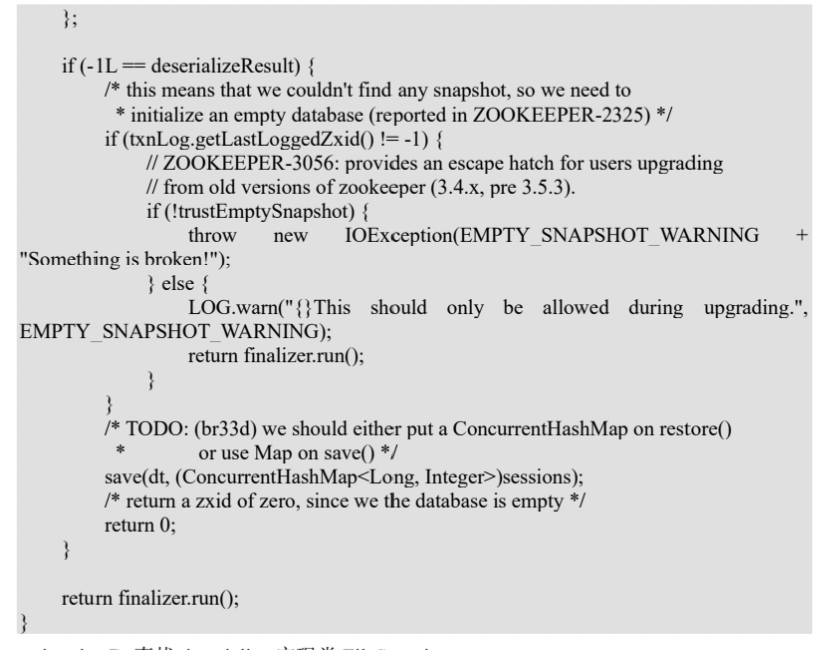 };
if (-1L == deserializeResult) {
/* this means that we couldn't find any snapshot, so we need to
* initialize an empty database (reported in ZOOKEEPER-2325) */
if (txnLog.getLastLoggedZxid() != -1) {
// ZOOKEEPER-3056: provides an escape hatch for users upgrading
// from old versions of zookeeper (3.4.x, pre 3.5.3).
if (!trustEmptySnapshot) {
throw new IOException(EMPTY_SNAPSHOT_WARNING +
"Something is broken!");
} else {
LOG.warn("{}This should only be allowed during upgrading.",
EMPTY_SNAPSHOT_WARNING);
return finalizer.run();
}
}
/* TODO: (br33d) we should either put a ConcurrentHashMap on restore()
* or use Map on save() */
save(dt, (ConcurrentHashMap<Long, Integer>)sessions);
/* return a zxid of zero, since we the database is empty */
return 0;
}
return finalizer.run();
}